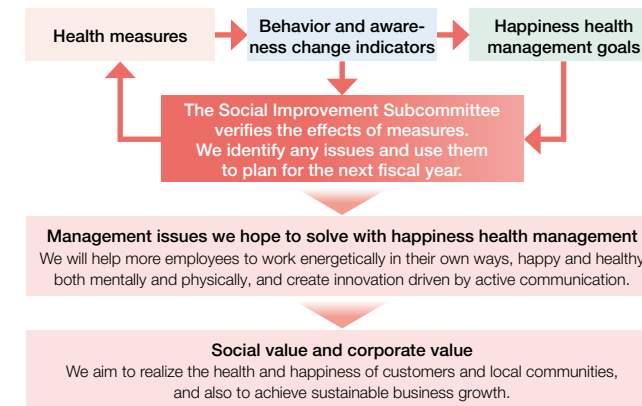 Health measures
Behavior and aware-
ness change indicators
Happiness health
management goals
The Social Improvement Subcommittee
verifies the effects of measures.
We identify any issues and use them
to plan for the next fiscal year.
Management issues we hope to solve with happiness health management
We will help more employees to work energetically in their own ways, happy and healthy
both mentally and physically, and create innovation driven by active communication.
Social value and corporate value
We aim to realize the health and happiness of customers and local communities,
and also to achieve sustainable business growth.